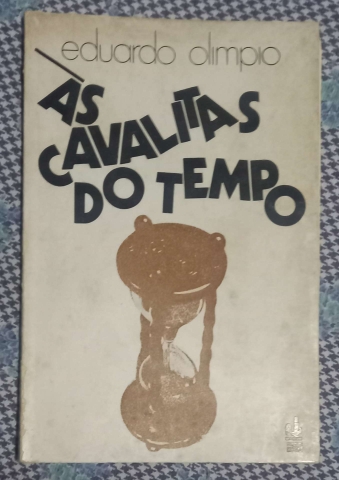 eduardo olimpio
ÀS
CAVALITAS
DO TEMPO